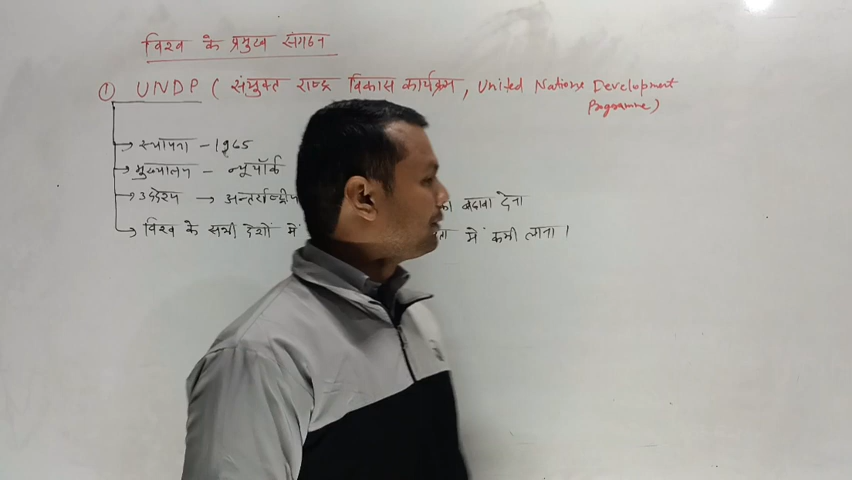 विश्व के प्रमुख संगठन
① UNDP ( संयुक्त राष्ट्र विकास कार्यक्रम, United Nations Development
Programme)
→ स्थापना – 1965
→ मुख्यालय – न्यूयॉर्क
→ उद्देश्य → अन्तर्राष्ट्रीय बढावा देना
→ विश्व के सभी देशों में में कमी लाना।